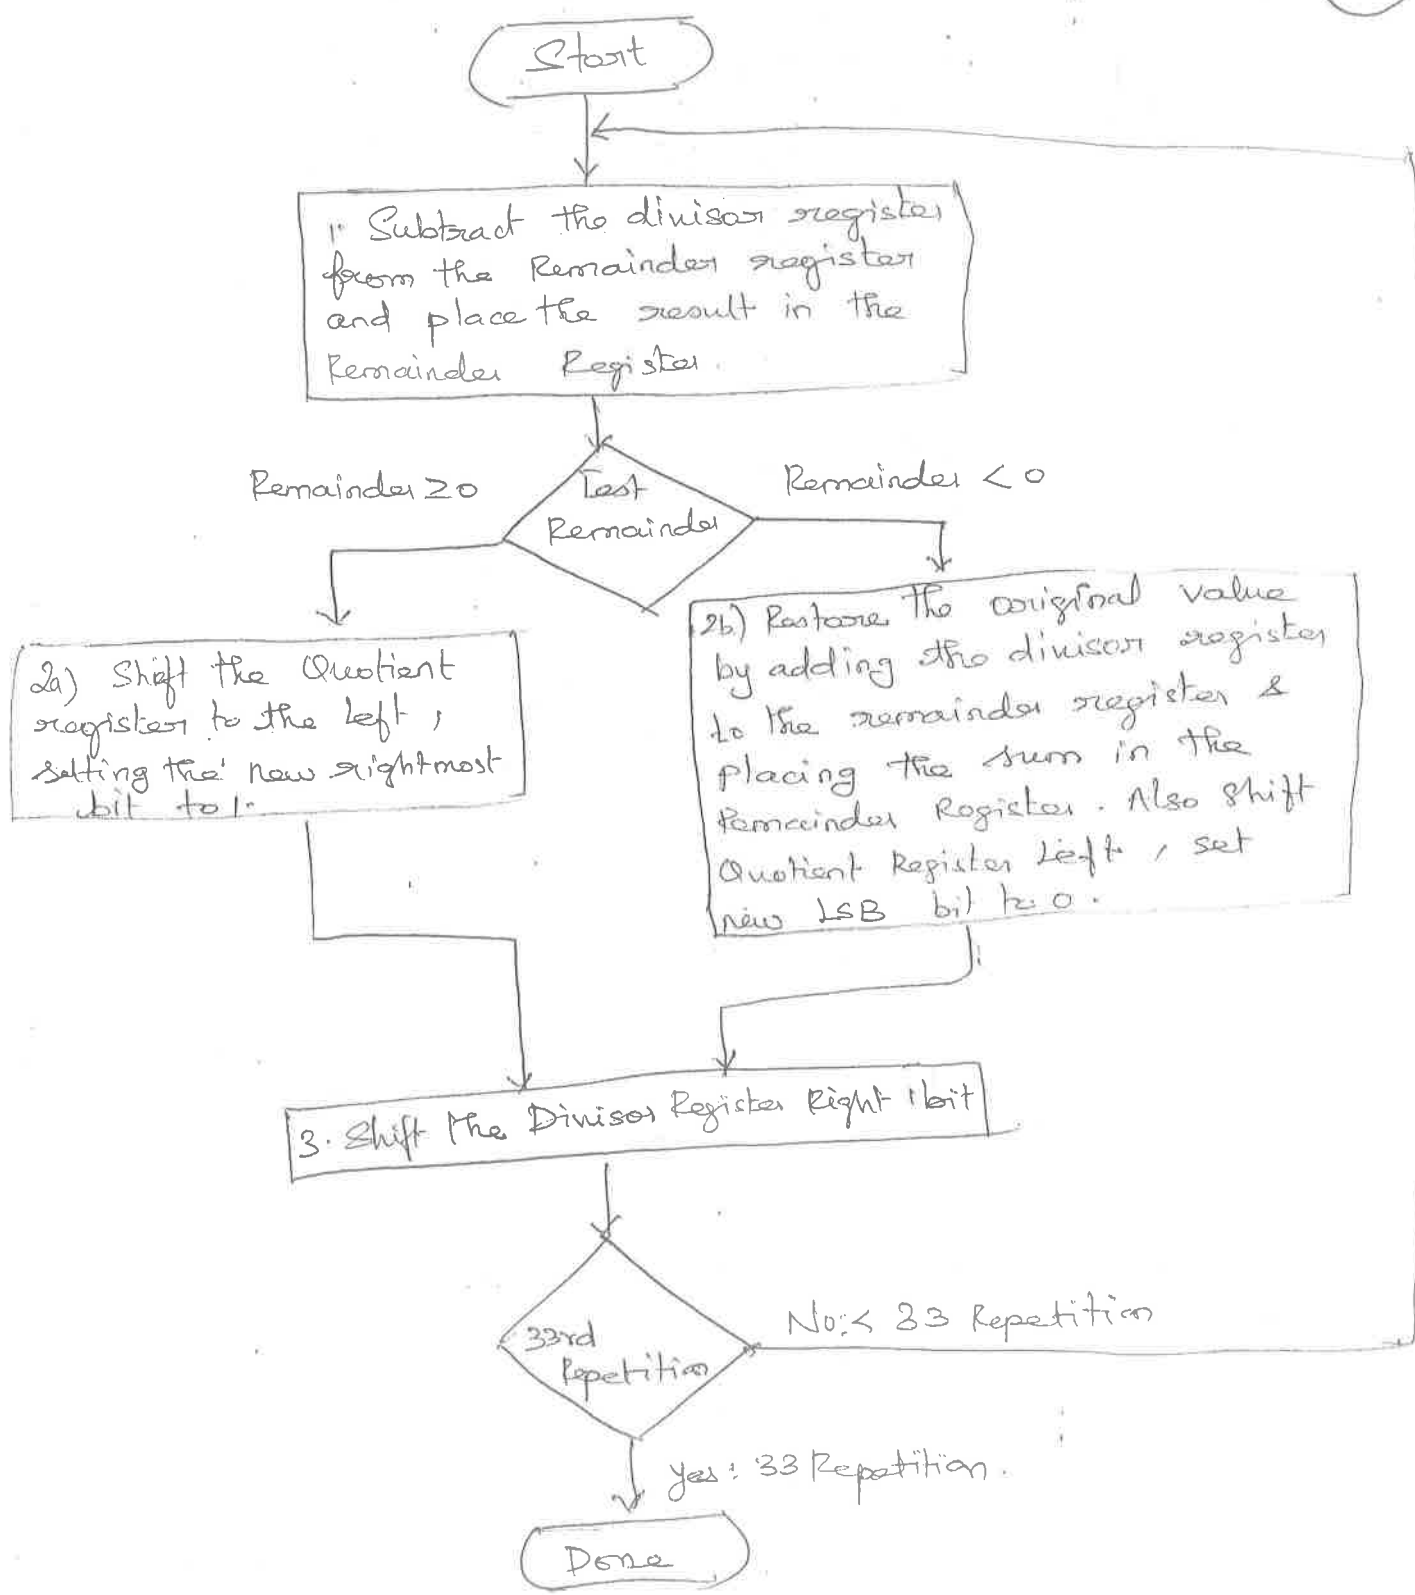 Start
1. Subtract the divisor register
from the Remainder register
and place the result in the
Remainder Register.
Remainder ≥ 0
Test
Remainder
Remainder < 0
2a) Shift the Quotient
register to the left,
setting the new rightmost
bit to 1.
2b) Restore the original value
by adding the divisor register
to the remainder register &
placing the sum in the
Remainder Register. Also shift
Quotient Register Left, set
new LSB bit to 0.
3. Shift the Divisor Register Right 1 bit
33rd
Repetition
No: < 33 Repetition
Yes: 33 Repetition.
Done